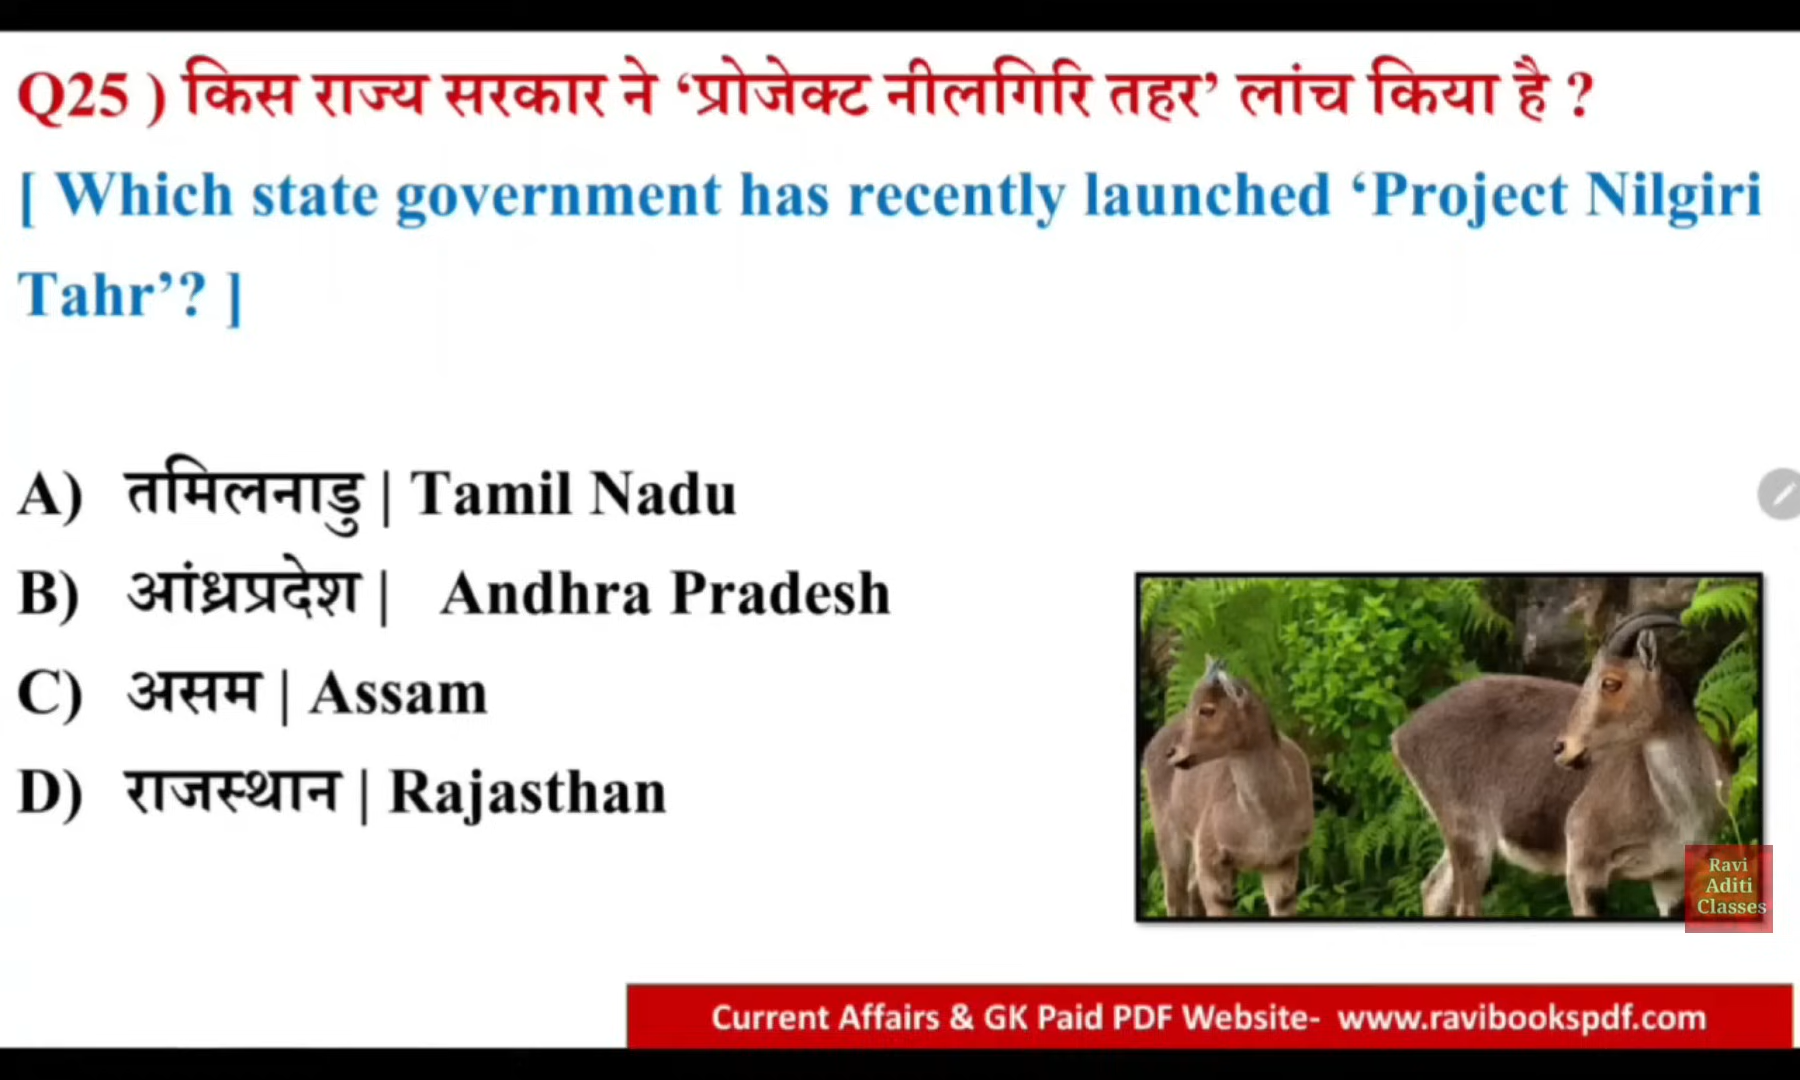 Q25 ) किस राज्य सरकार ने ‘प्रोजेक्ट नीलगिरि तहर’ लांच किया है ?
[ Which state government has recently launched ‘Project Nilgiri
Tahr’? ]
A) तमिलनाडु | Tamil Nadu
B) आंध्रप्रदेश | Andhra Pradesh
C) असम | Assam
D) राजस्थान | Rajasthan
Ravi
Aditi
Classes
Current Affairs & GK Paid PDF Website- www.ravibookspdf.com